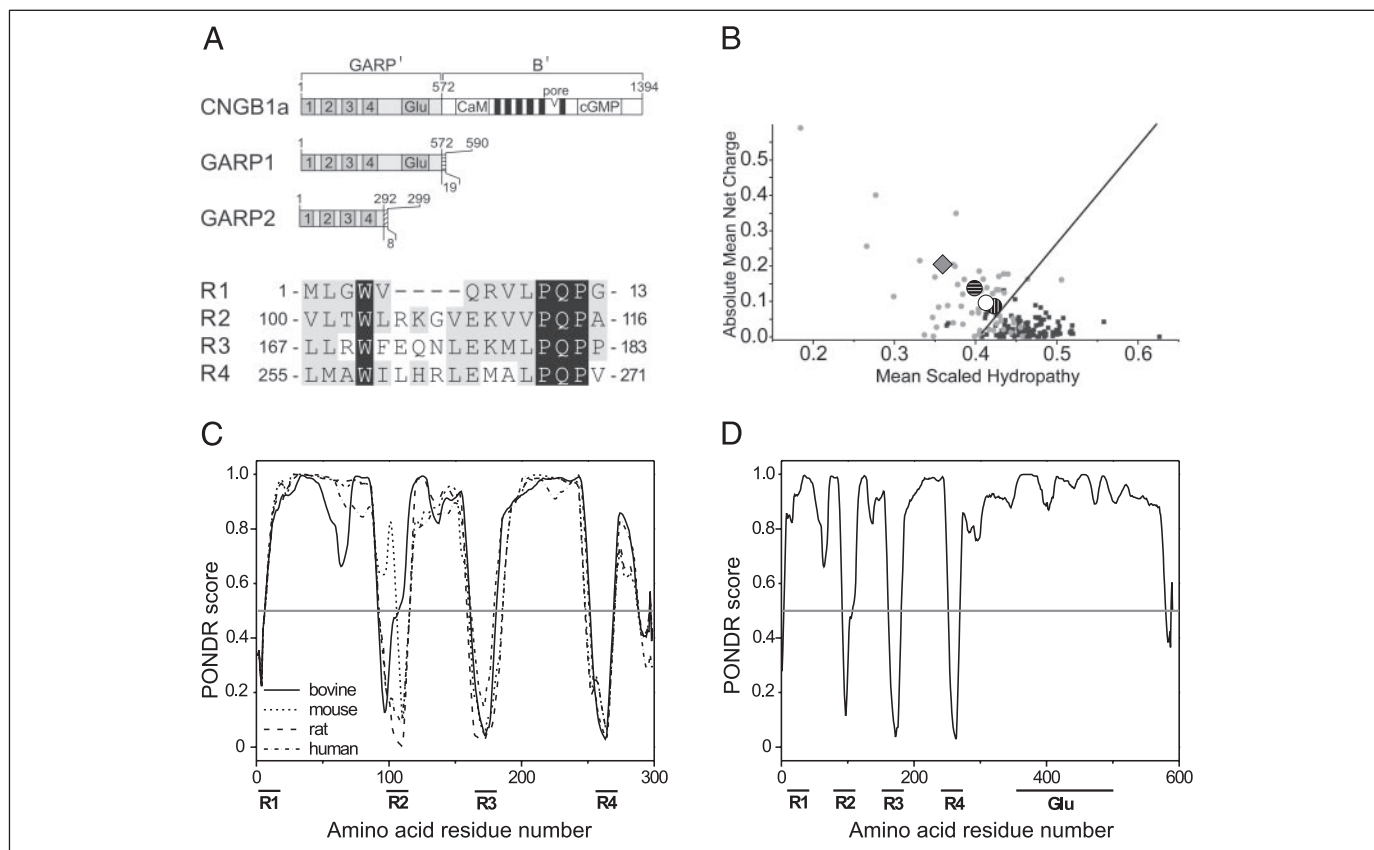 A
GARP' B'
1 572 1394
pore
CNGB1a 1 2 3 4 Glu CaM cGMP
1 572 590
GARP1 1 2 3 4 Glu
19
1 292 299
GARP2 1 2 3 4
8
R1 1 - M L G W V - - - - Q R V L P Q P G - 13
R2 100 - V L T W L R K G V E K V V P Q P A - 116
R3 167 - L L R W F E Q N L E K M L P Q P P - 183
R4 255 - L M A W I L H R L E M A L P Q P V - 271
B
Absolute Mean Net Charge
0.5
0.4
0.3
0.2
0.1
0.0
0.2 0.3 0.4 0.5 0.6
Mean Scaled Hydropathy
C
PONDR score
1.0
0.8
0.6
0.4
0.2
0
bovine
mouse
rat
human
0 100 200 300
R1 R2 R3 R4
Amino acid residue number
D
PONDR score
1.0
0.8
0.6
0.4
0.2
0
0 200 400 600
R1 R2 R3 R4 Glu
Amino acid residue number